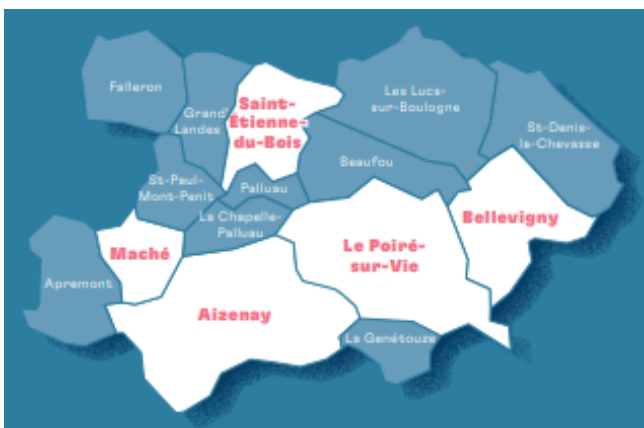 Falleron
Grand'
Landes
Saint-
Étienne-
du-Bois
Les Lucs-
sur-Boulogne
St-Denis-
la-Chevasse
Beaufou
St-Paul-
Mont-Penit
Palluau
La Chapelle-
Palluau
Bellevigny
Maché
Le Poiré-
sur-Vie
Apremont
Aizenay
La Genétouze